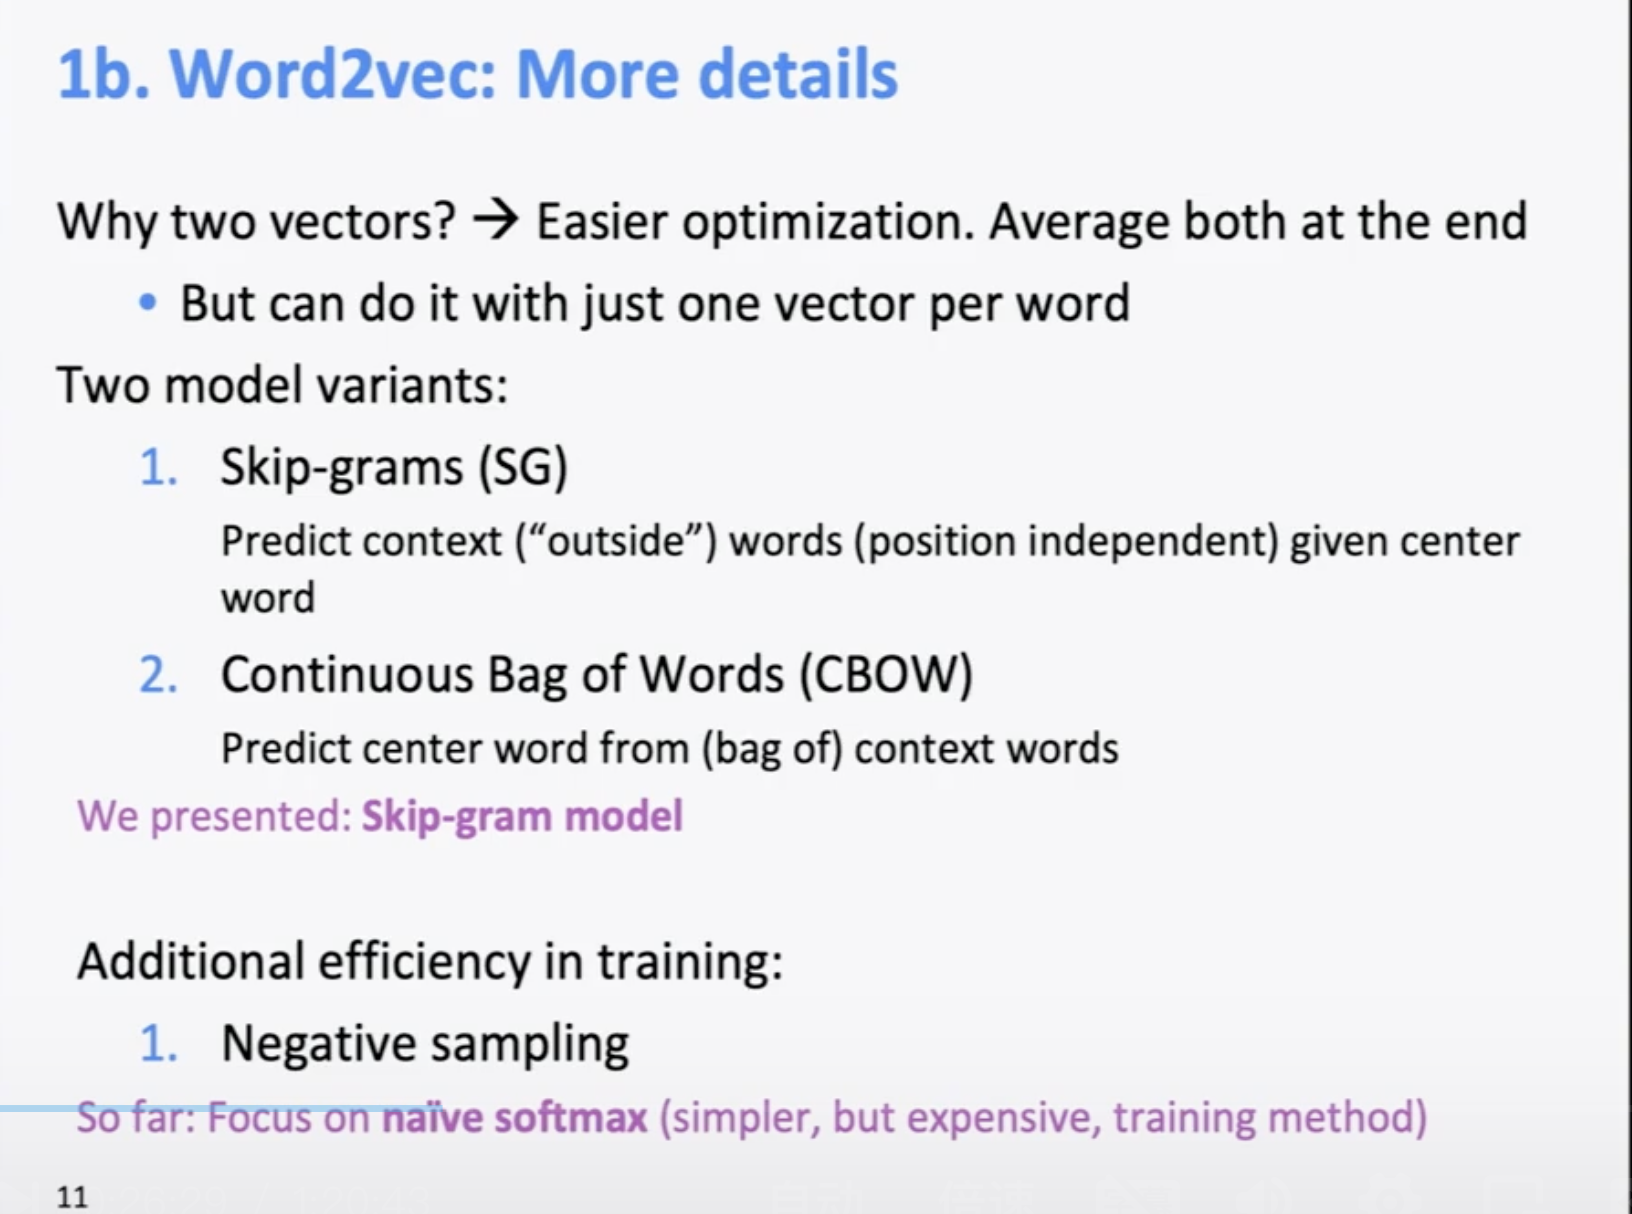 1b. Word2vec: More details
Why two vectors? → Easier optimization. Average both at the end
• But can do it with just one vector per word
Two model variants:
1. Skip-grams (SG)
Predict context (“outside”) words (position independent) given center
word
2. Continuous Bag of Words (CBOW)
Predict center word from (bag of) context words
We presented: Skip-gram model
Additional efficiency in training:
1. Negative sampling
So far: Focus on naïve softmax (simpler, but expensive, training method)
11
自动 倍速